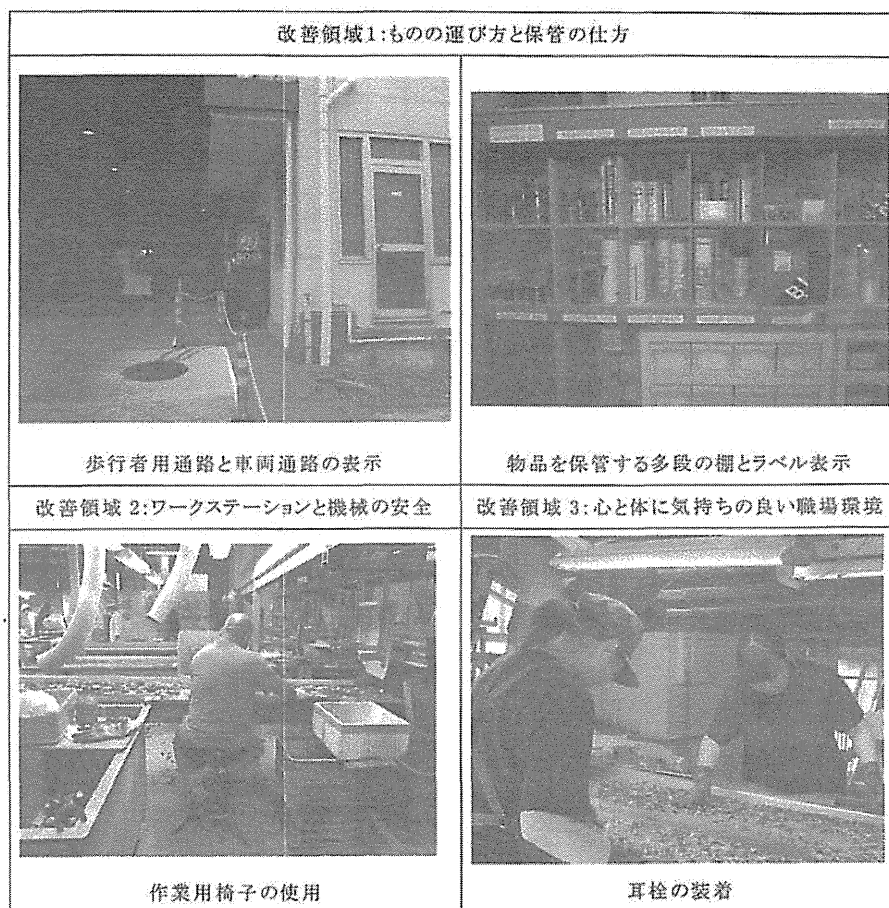 改善領域1:ものの運び方と保管の仕方
歩行者用通路と車両通路の表示
物品を保管する多段の棚とラベル表示
改善領域 2:ワークステーションと機械の安全
改善領域 3:心と体に気持ちの良い職場環境
作業用椅子の使用
耳栓の装着